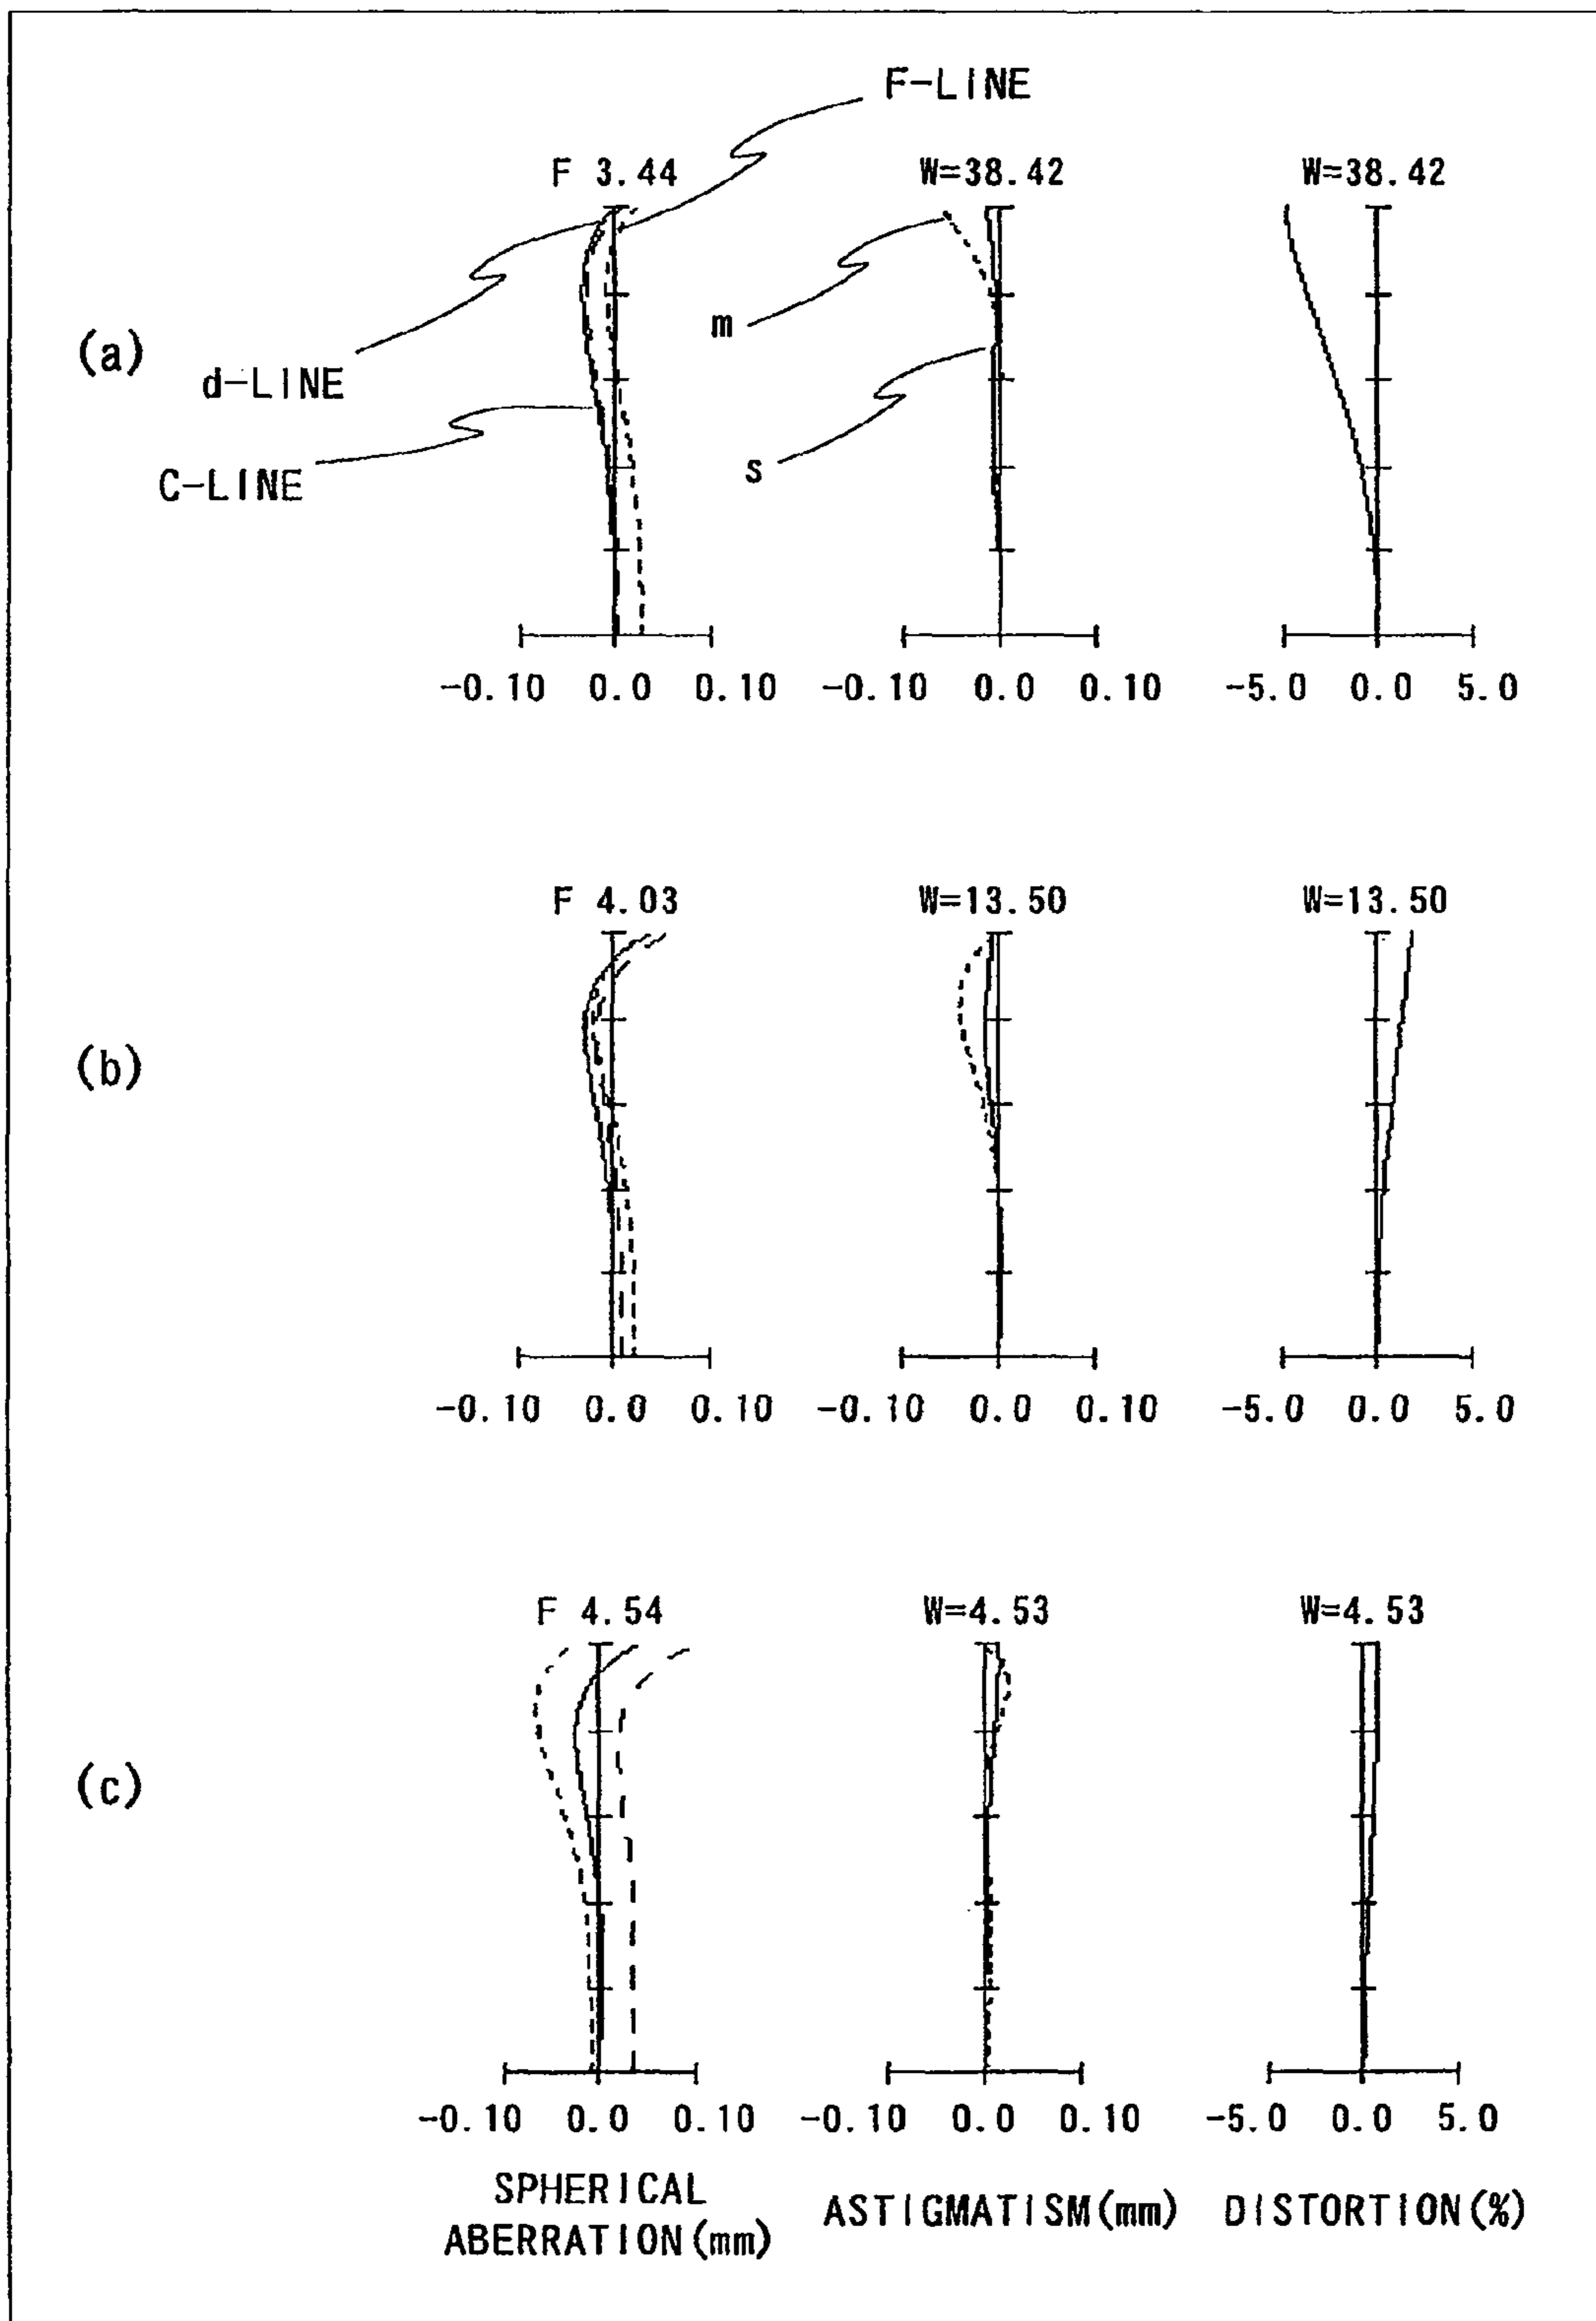 F-LINE
F 3.44
W=38.42
W=38.42
(a)
m
d-LINE
s
C-LINE
-0.10 0.0 0.10
-0.10 0.0 0.10
-5.0 0.0 5.0
F 4.03
W=13.50
W=13.50
(b)
-0.10 0.0 0.10
-0.10 0.0 0.10
-5.0 0.0 5.0
F 4.54
W=4.53
W=4.53
(c)
-0.10 0.0 0.10
-0.10 0.0 0.10
-5.0 0.0 5.0
SPHERICAL
ABERRATION(mm)
ASTIGMATISM(mm)
DISTORTION(%)